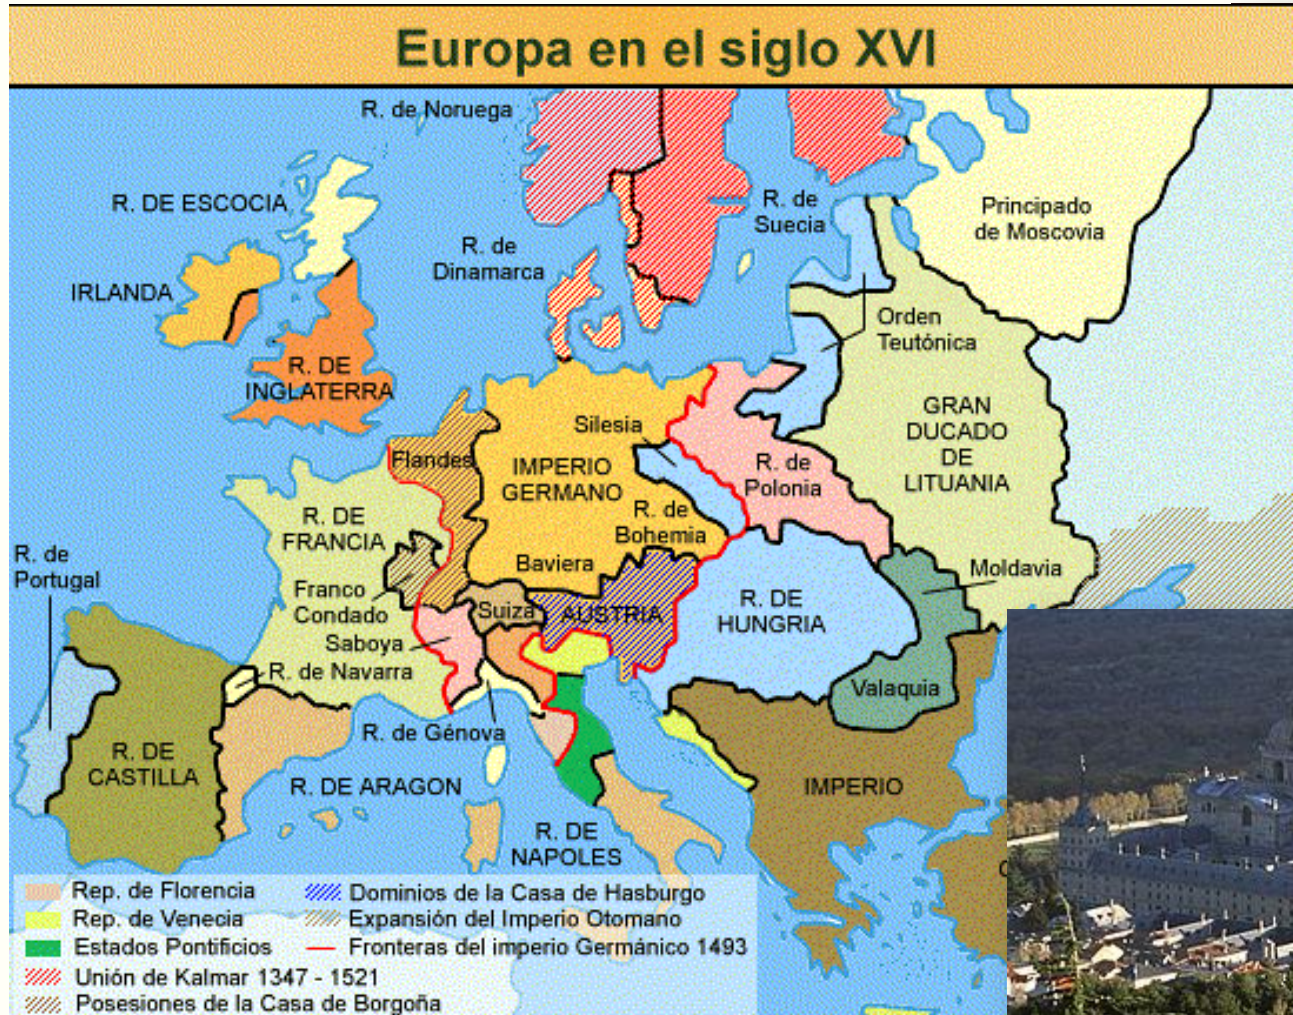 Europa en el siglo XVI
R. de Noruega
R. DE ESCOCIA
R. de
Suecia
Principado
de Moscovia
R. de
Dinamarca
IRLANDA
Orden
Teutónica
R. DE
INGLATERRA
GRAN
DUCADO
DE
LITUANIA
Silesia
Flandes
IMPERIO
GERMANO
R. de
Polonia
R. de
Bohemia
R. DE
FRANCIA
R. de
Portugal
Baviera
Moldavia
Franco
Condado
Suiza
AUSTRIA
R. DE
HUNGRIA
Saboya
R. de Navarra
Valaquia
R. de Génova
R. DE
CASTILLA
R. DE ARAGON
IMPERIO
R. DE
NAPOLES
Rep. de Florencia
Rep. de Venecia
Estados Pontificios
Unión de Kalmar 1347 - 1521
Posesiones de la Casa de Borgoña
Dominios de la Casa de Hasburgo
Expansión del Imperio Otomano
Fronteras del imperio Germánico 1493